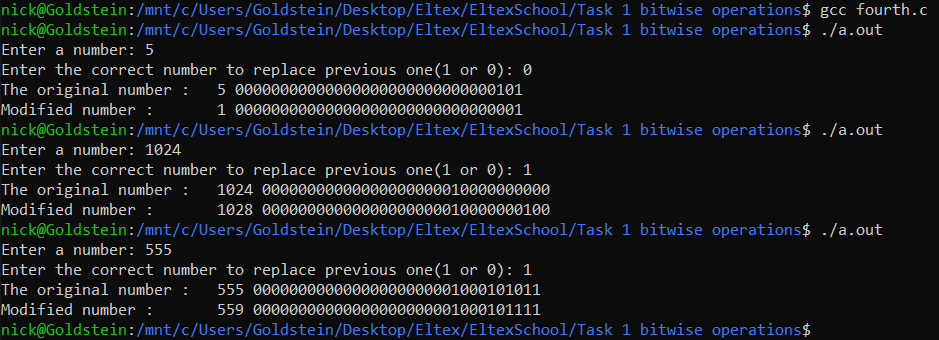 nick@Goldstein:/mnt/c/Users/Goldstein/Desktop/Eltex/EltexSchool/Task 1 bitwise operations$ gcc fourth.c
nick@Goldstein:/mnt/c/Users/Goldstein/Desktop/Eltex/EltexSchool/Task 1 bitwise operations$ ./a.out
Enter a number: 5
Enter the correct number to replace previous one(1 or 0): 0
The original number :   5 00000000000000000000000000000101
Modified number :       1 00000000000000000000000000000001
nick@Goldstein:/mnt/c/Users/Goldstein/Desktop/Eltex/EltexSchool/Task 1 bitwise operations$ ./a.out
Enter a number: 1024
Enter the correct number to replace previous one(1 or 0): 1
The original number :   1024 00000000000000000000010000000000
Modified number :       1028 00000000000000000000010000000100
nick@Goldstein:/mnt/c/Users/Goldstein/Desktop/Eltex/EltexSchool/Task 1 bitwise operations$ ./a.out
Enter a number: 555
Enter the correct number to replace previous one(1 or 0): 1
The original number :   555 00000000000000000000001000101011
Modified number :       559 00000000000000000000001000101111
nick@Goldstein:/mnt/c/Users/Goldstein/Desktop/Eltex/EltexSchool/Task 1 bitwise operations$